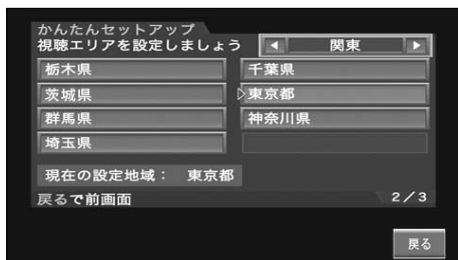 かんたんセットアップ
視聴エリアを設定しましょう
関東
栃木県
千葉県
茨城県
東京都
群馬県
神奈川県
埼玉県
現在の設定地域： 東京都
戻るで前画面
2／3
戻る